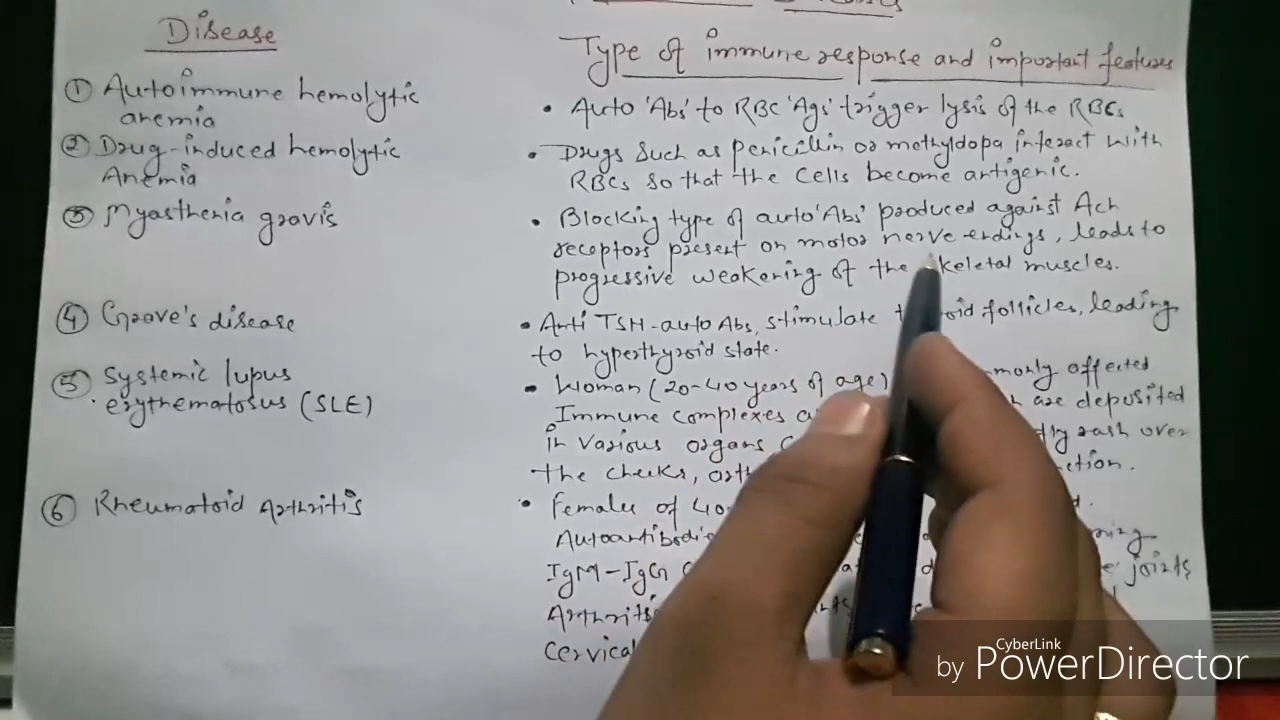 Disease
Type of immune response and important features
① Autoimmune hemolytic
anemia
• Auto 'Abs' to RBC 'Ags' trigger lysis of the RBCs
② Drug-induced hemolytic
Anemia
• Drugs such as penicillin or methyldopa interact with
RBCs so that the cells become antigenic.
③ Myasthenia gravis
• Blocking type of auto 'Abs' produced against Ach
receptors present on motor nerve endings, leads to
progressive weakening of the skeletal muscles.
④ Grave's disease
• Anti TSH-auto Abs, stimulate follicles, leading
to hyperthyroid state.
⑤ Systemic lupus
erythematosus (SLE)
• Woman (20-40 years of age) affected
Immune complexes are deposited
in various organs rash over
the cheeks,
⑥ Rheumatoid Arthritis
• Females of
IgM-IgG joints
CyberLink
by PowerDirector